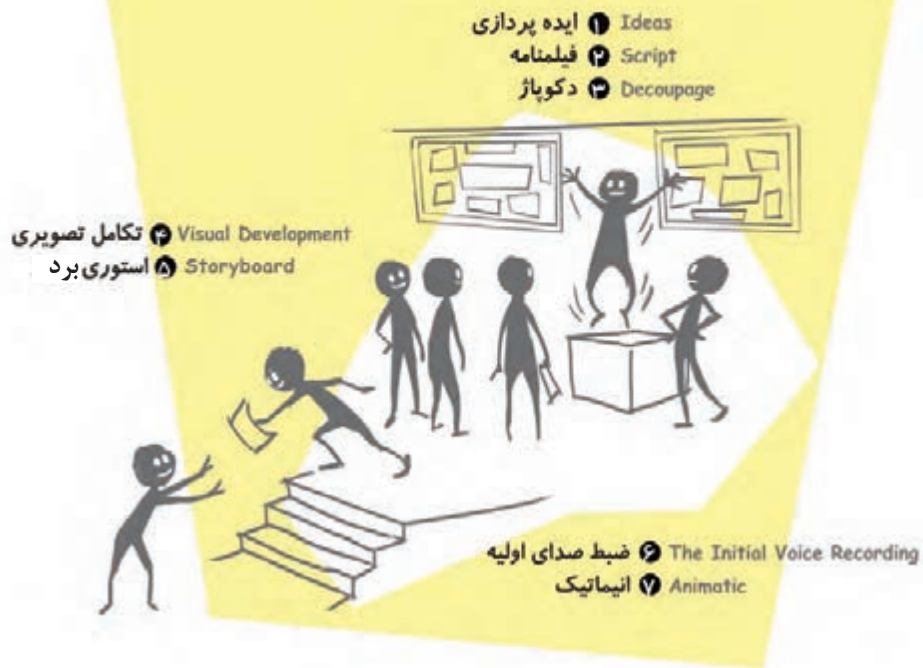 ایده پردازی ۱ Ideas
فیلمنامه ۲ Script
دکوپاژ ۳ Decoupage
تکامل تصویری ۴ Visual Development
استوری برد ۵ Storyboard
ضبط صدای اولیه ۶ The Initial Voice Recording
انیماتیک ۷ Animatic